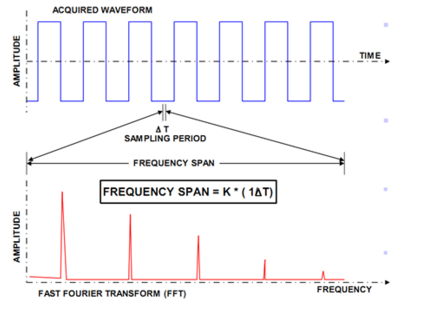 ACQUIRED WAVEFORM
AMPLITUDE
TIME
Δ T
SAMPLING PERIOD
FREQUENCY SPAN
FREQUENCY SPAN = K * ( 1ΔT)
AMPLITUDE
FREQUENCY
FAST FOURIER TRANSFORM (FFT)